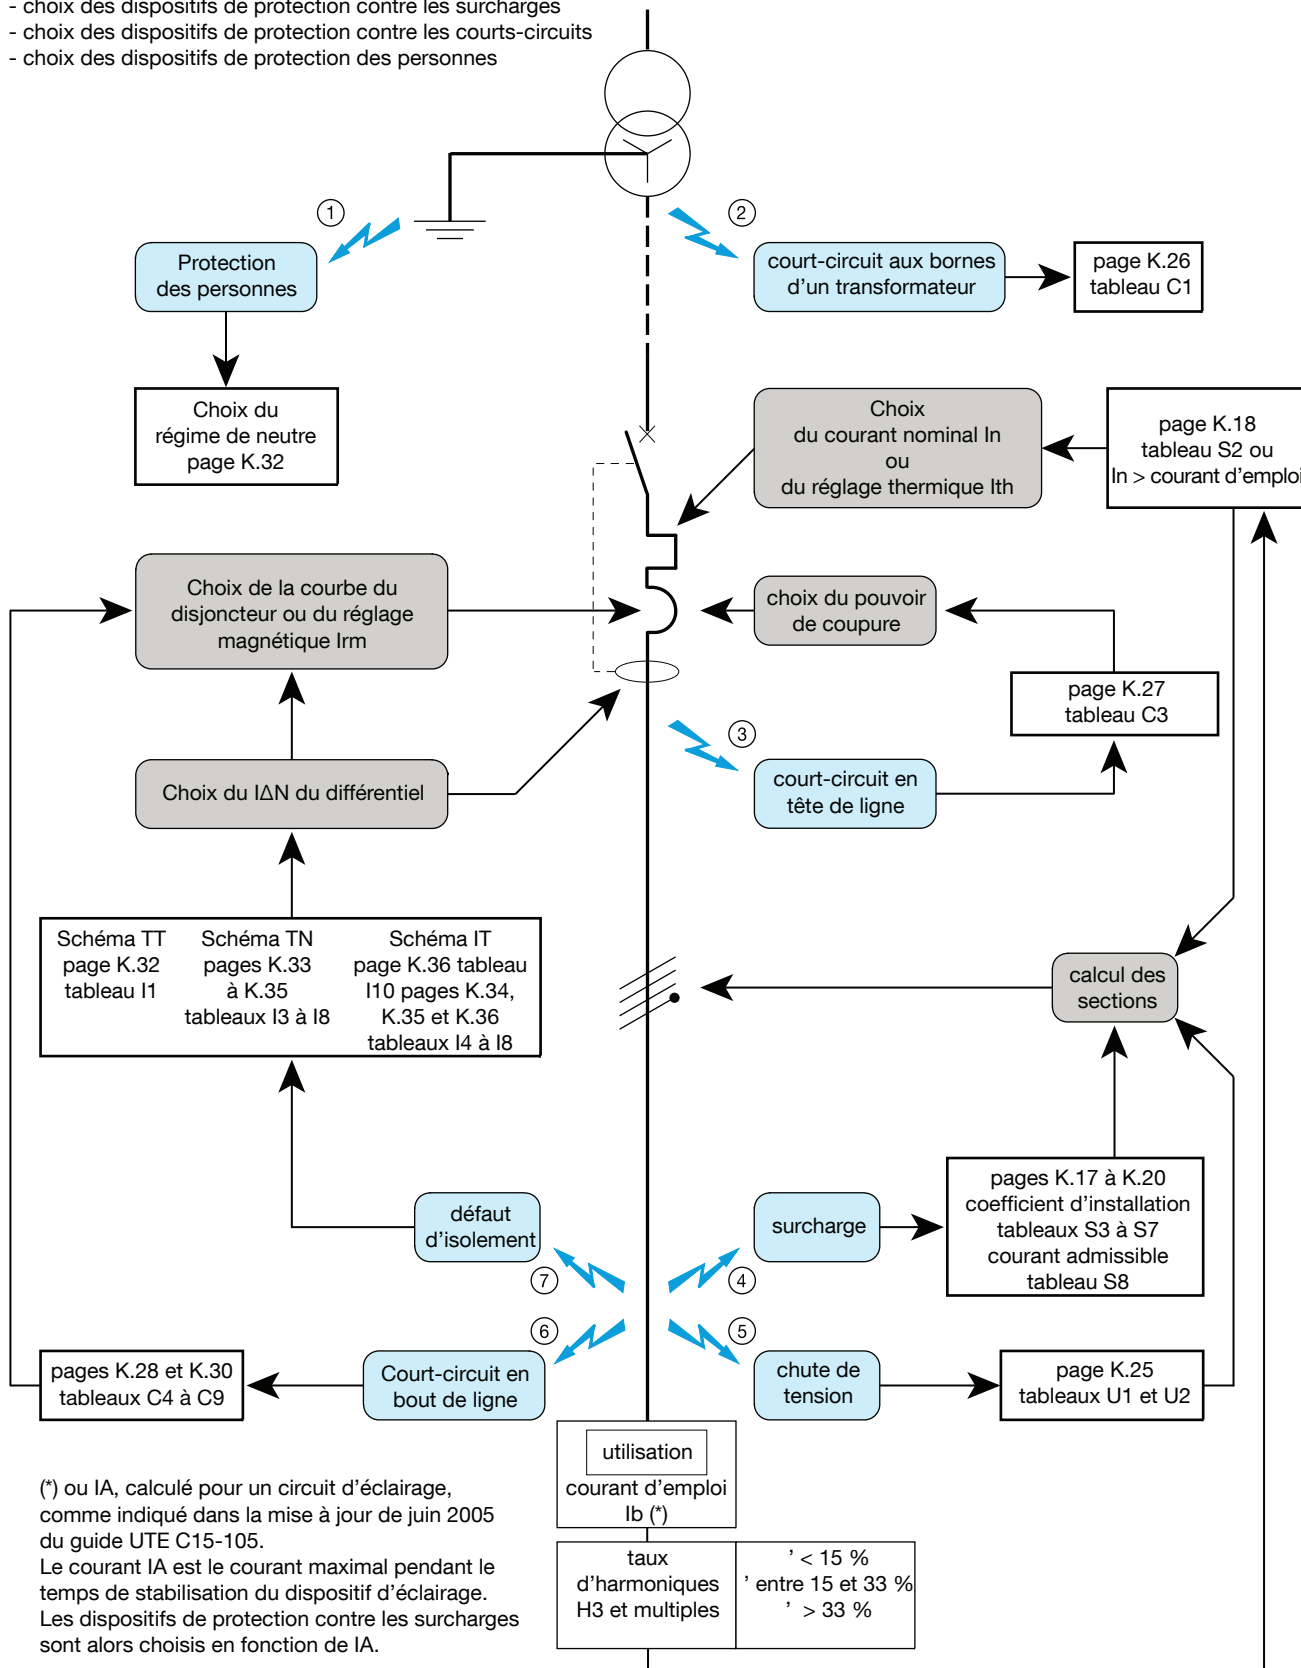 - choix des dispositifs de protection contre les surcharges
- choix des dispositifs de protection contre les courts-circuits
- choix des dispositifs de protection des personnes
1
2
Protection
des personnes
court-circuit aux bornes
d'un transformateur
page K.26
tableau C1
Choix du
régime de neutre
page K.32
Choix
du courant nominal In
ou
du réglage thermique Ith
page K.18
tableau S2 ou
In > courant d'emploi
Choix de la courbe du
disjoncteur ou du réglage
magnétique Irm
choix du pouvoir
de coupure
page K.27
tableau C3
3
Choix du I∆N du différentiel
court-circuit en
tête de ligne
Schéma TT
page K.32
tableau I1
Schéma TN
pages K.33
à K.35
tableaux I3 à I8
Schéma IT
page K.36 tableau
I10 pages K.34,
K.35 et K.36
tableaux I4 à I8
calcul des
sections
défaut
d'isolement
surcharge
pages K.17 à K.20
coefficient d'installation
tableaux S3 à S7
courant admissible
tableau S8
7
4
6
5
pages K.28 et K.30
tableaux C4 à C9
Court-circuit en
bout de ligne
chute de
tension
page K.25
tableaux U1 et U2
utilisation
courant d'emploi
Ib (*)
(*) ou IA, calculé pour un circuit d'éclairage,
comme indiqué dans la mise à jour de juin 2005
du guide UTE C15-105.
Le courant IA est le courant maximal pendant le
temps de stabilisation du dispositif d'éclairage.
Les dispositifs de protection contre les surcharges
sont alors choisis en fonction de IA.
taux
d'harmoniques
H3 et multiples
’ < 15 %
’ entre 15 et 33 %
’ > 33 %